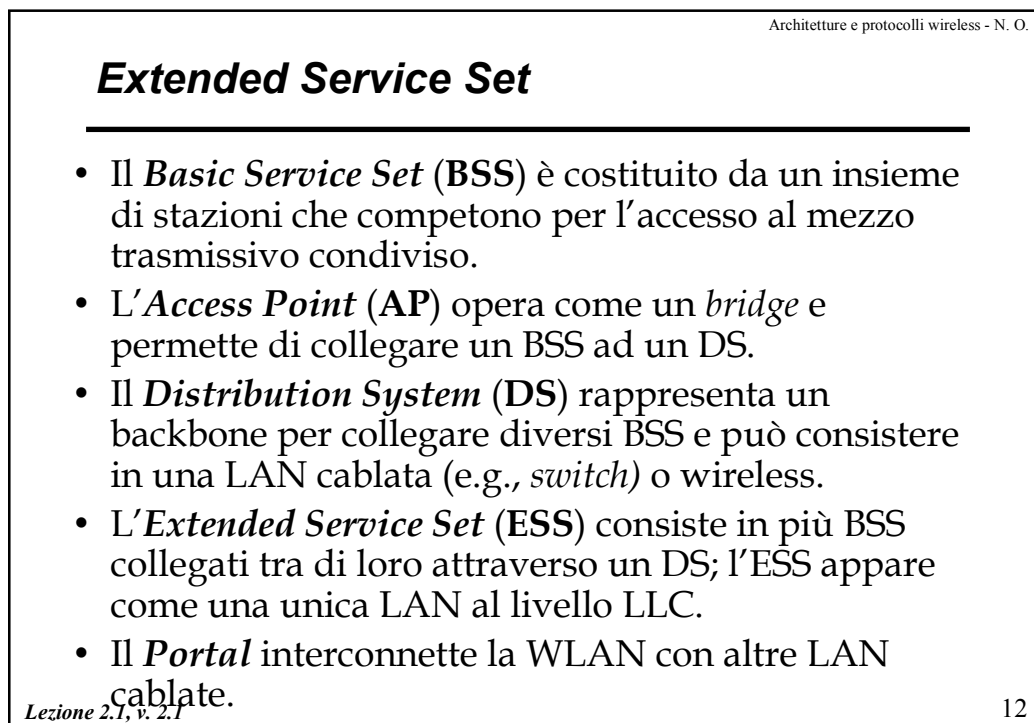 Architetture e protocolli wireless - N. O.
Extended Service Set
• Il Basic Service Set (BSS) è costituito da un insieme
di stazioni che competono per l'accesso al mezzo
trasmissivo condiviso.
• L'Access Point (AP) opera come un bridge e
permette di collegare un BSS ad un DS.
• Il Distribution System (DS) rappresenta un
backbone per collegare diversi BSS e può consistere
in una LAN cablata (e.g., switch) o wireless.
• L'Extended Service Set (ESS) consiste in più BSS
collegati tra di loro attraverso un DS; l'ESS appare
come una unica LAN al livello LLC.
• Il Portal interconnette la WLAN con altre LAN
cablate.
Lezione 2.1, v. 2.1
12